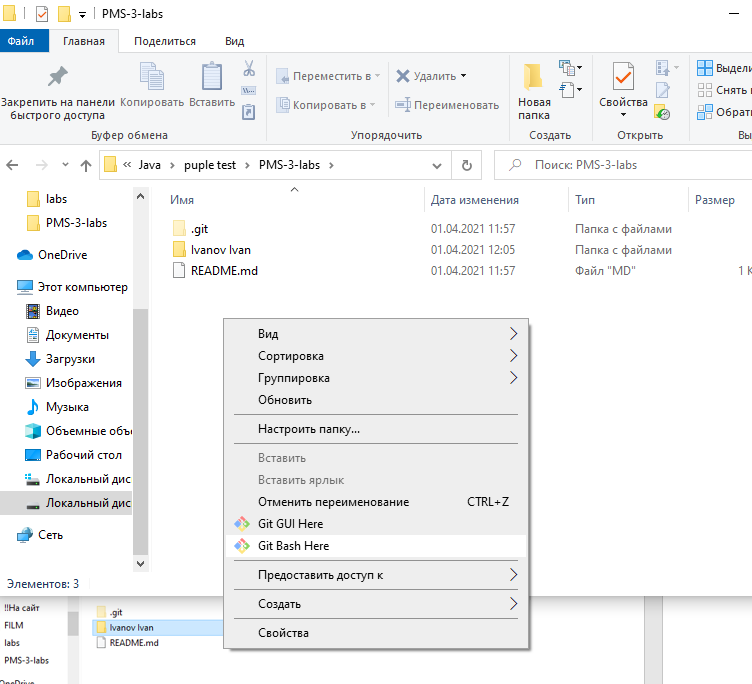 PMS-3-labs
Файл Главная Поделиться Вид
Закрепить на панели быстрого доступа
Копировать
Вставить
Переместить в
Копировать в
Удалить
Переименовать
Новая папка
Свойства
Выдели
Снять
Обрати
Буфер обмена Упорядочить Создать Открыть Вы
« Java > puple test > PMS-3-labs >
Поиск: PMS-3-labs
labs
PMS-3-labs
OneDrive
Этот компьютер
Видео
Документы
Загрузки
Изображения
Музыка
Объемные объ
Рабочий стол
Локальный дис
Локальный дис
Сеть
Имя Дата изменения Тип Размер
.git 01.04.2021 11:57 Папка с файлами
Ivanov Ivan 01.04.2021 12:05 Папка с файлами
README.md 01.04.2021 11:57 Файл "MD" 1 К
Вид
Сортировка
Группировка
Обновить
Настроить папку...
Вставить
Вставить ярлык
Отменить переименование CTRL+Z
Git GUI Here
Git Bash Here
Предоставить доступ к
Создать
Свойства
Элементов: 3
!!На сайт
FILM
labs
PMS-3-labs
OneDrive
.git
Ivanov Ivan
README.md